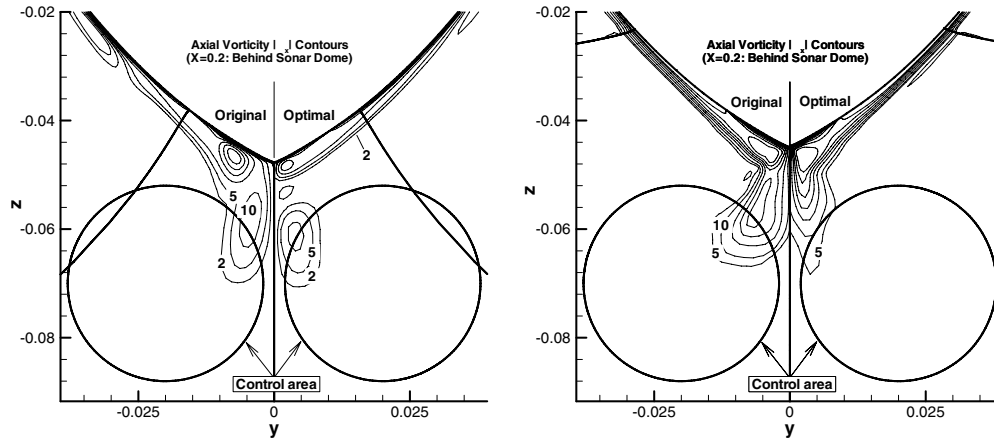 -0.02
-0.04
-0.06
-0.08
z
Axial Vorticity | ₓ| Contours
(X=0.2: Behind Sonar Dome)
Original
Optimal
2
5
10
2
5
2
Control area
-0.025
0
0.025
y
-0.02
-0.04
-0.06
-0.08
z
Axial Vorticity | ₓ| Contours
(X=0.2: Behind Sonar Dome)
Original
Optimal
10
5
5
Control area
-0.025
0
0.025
y